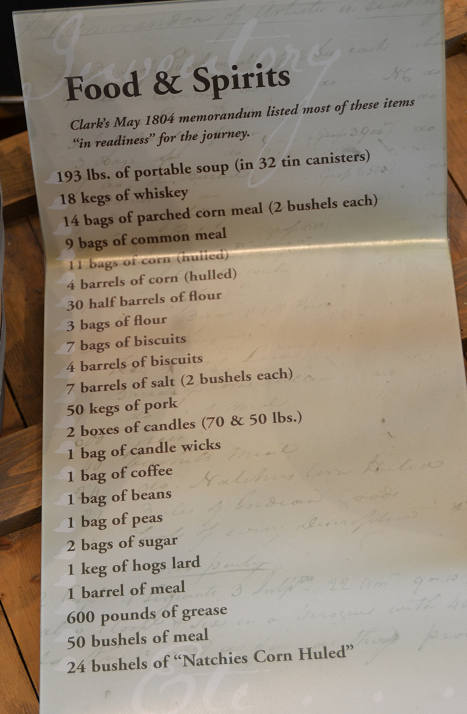 Inventory
Food & Spirits
Clark's May 1804 memorandum listed most of these items
"in readiness" for the journey.
193 lbs. of portable soup (in 32 tin canisters)
18 kegs of whiskey
14 bags of parched corn meal (2 bushels each)
9 bags of common meal
11 bags of corn (hulled)
4 barrels of corn (hulled)
30 half barrels of flour
3 bags of flour
7 bags of biscuits
4 barrels of biscuits
7 barrels of salt (2 bushels each)
50 kegs of pork
2 boxes of candles (70 & 50 lbs.)
1 bag of candle wicks
1 bag of coffee
1 bag of beans
1 bag of peas
2 bags of sugar
1 keg of hogs lard
1 barrel of meal
600 pounds of grease
50 bushels of meal
24 bushels of "Natchies Corn Huled"
Etc